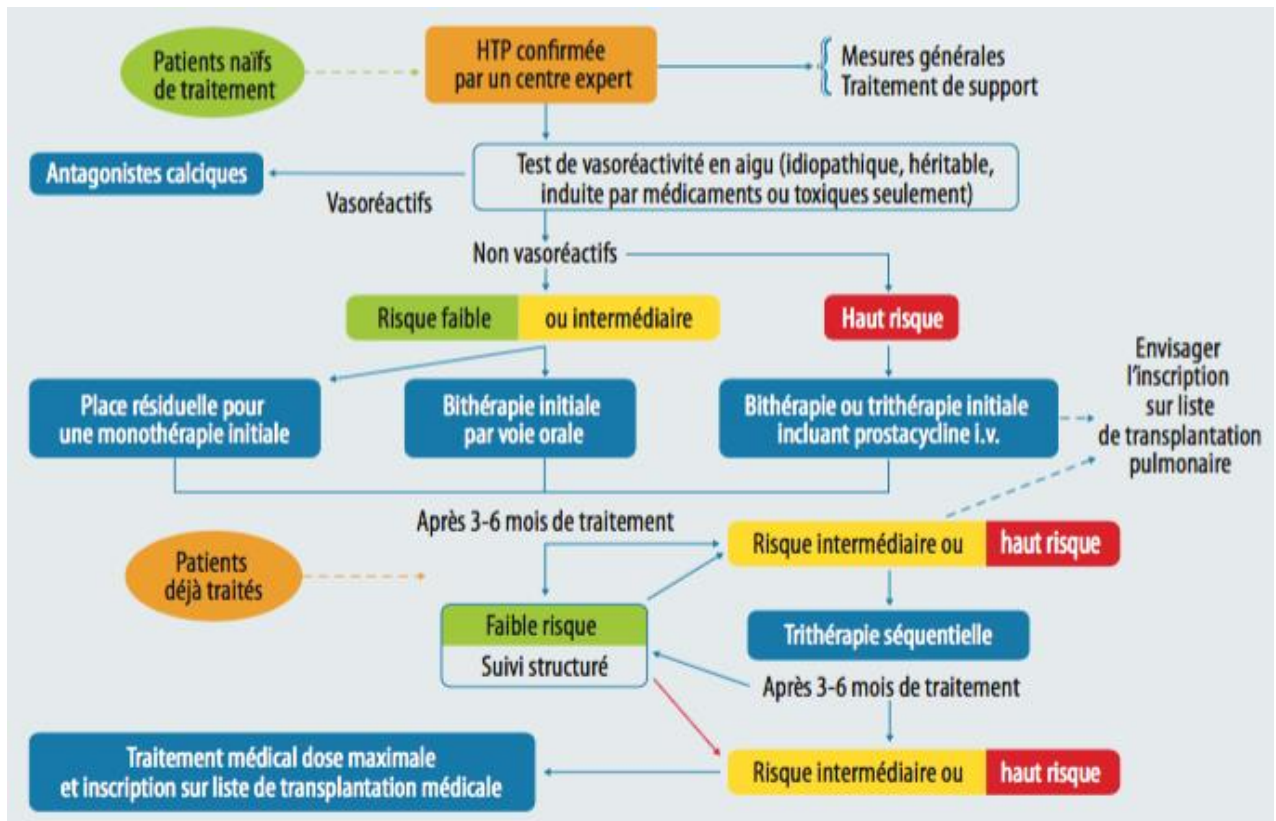 Patients naïfs
de traitement
HTP confirmée
par un centre expert
Mesures générales
Traitement de support
Antagonistes calciques
Vasoréactifs
Test de vasoréactivité en aigu (idiopathique, héritable,
induite par médicaments ou toxiques seulement)
Non vasoréactifs
Risque faible
ou intermédiaire
Haut risque
Envisager
l'inscription
sur liste
de transplantation
pulmonaire
Place résiduelle pour
une monothérapie initiale
Bithérapie initiale
par voie orale
Bithérapie ou trithérapie initiale
incluant prostacycline i.v.
Après 3-6 mois de traitement
Risque intermédiaire ou
haut risque
Patients
déjà traités
Faible risque
Suivi structuré
Trithérapie séquentielle
Après 3-6 mois de traitement
Traitement médical dose maximale
et inscription sur liste de transplantation médicale
Risque intermédiaire ou
haut risque